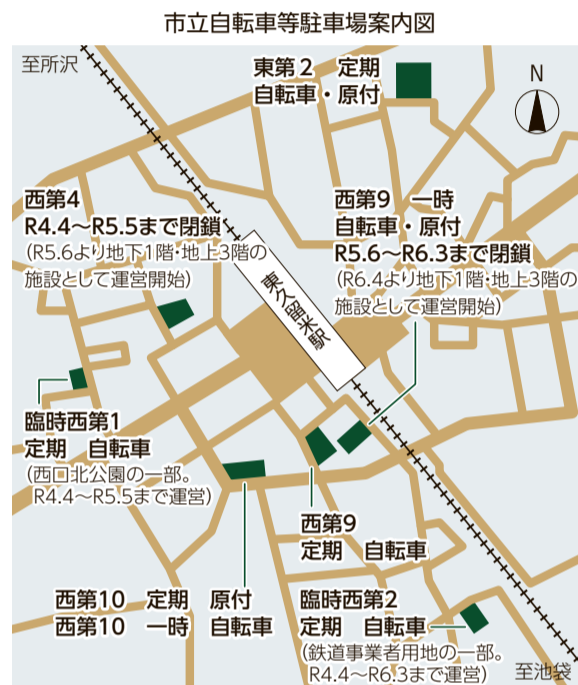 市立自転車等駐車場案内図
至所沢
東第2　定期
自転車・原付
N
西第4
R4.4～R5.5まで閉鎖
(R5.6より地下1階・地上3階の
施設として運営開始)
西第9　一時
自転車・原付
R5.6～R6.3まで閉鎖
(R6.4より地下1階・地上3階の
施設として運営開始)
東久留米駅
臨時西第1
定期　自転車
(西口北公園の一部。
R4.4～R5.5まで運営)
西第9
定期　自転車
西第10　定期　原付
西第10　一時　自転車
臨時西第2
定期　自転車
(鉄道事業者用地の一部。
R4.4～R6.3まで運営)
至池袋